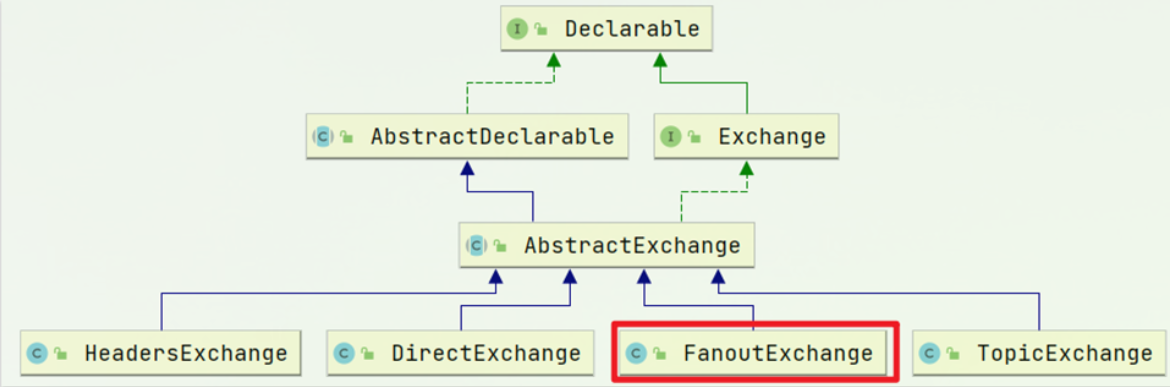 I Declarable
C AbstractDeclarable
I Exchange
C AbstractExchange
C HeadersExchange
C DirectExchange
C FanoutExchange
C TopicExchange